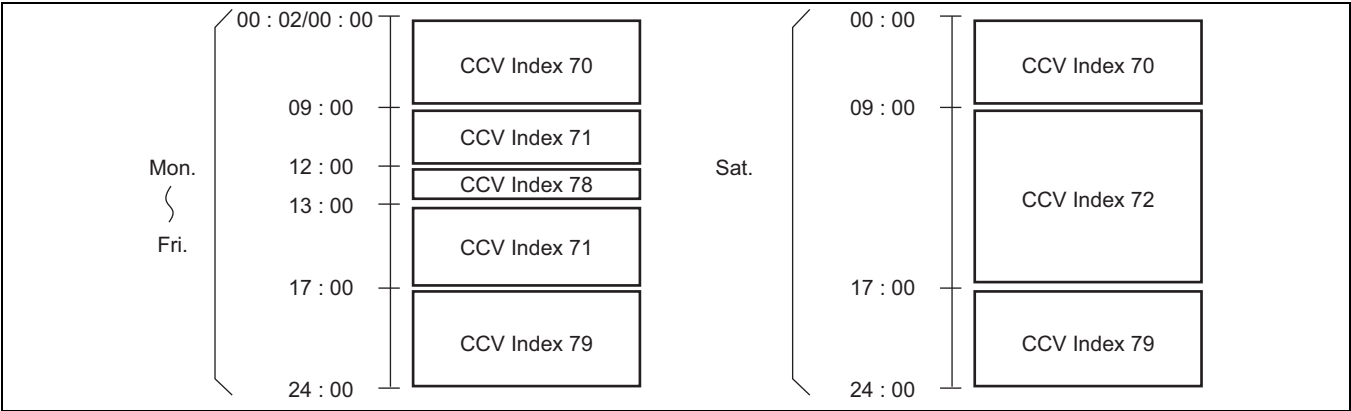 00 : 02/00 : 00
CCV Index 70
09 : 00
CCV Index 71
12 : 00
Mon.
CCV Index 78
13 : 00
Fri.
CCV Index 71
17 : 00
CCV Index 79
24 : 00
00 : 00
CCV Index 70
09 : 00
Sat.
CCV Index 72
17 : 00
CCV Index 79
24 : 00